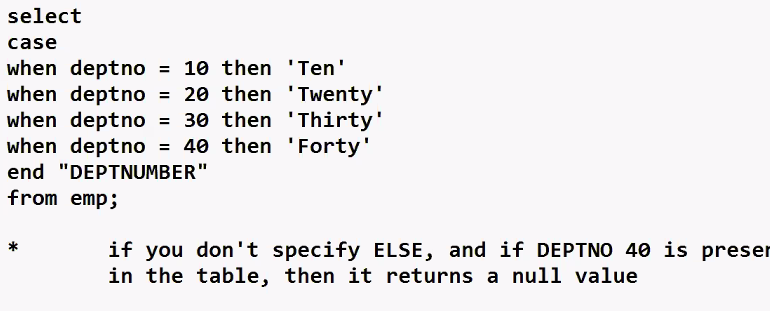 select
case
when deptno = 10 then 'Ten'
when deptno = 20 then 'Twenty'
when deptno = 30 then 'Thirty'
when deptno = 40 then 'Forty'
end "DEPTNUMBER"
from emp;
* if you don't specify ELSE, and if DEPTNO 40 is
in the table, then it returns a null value